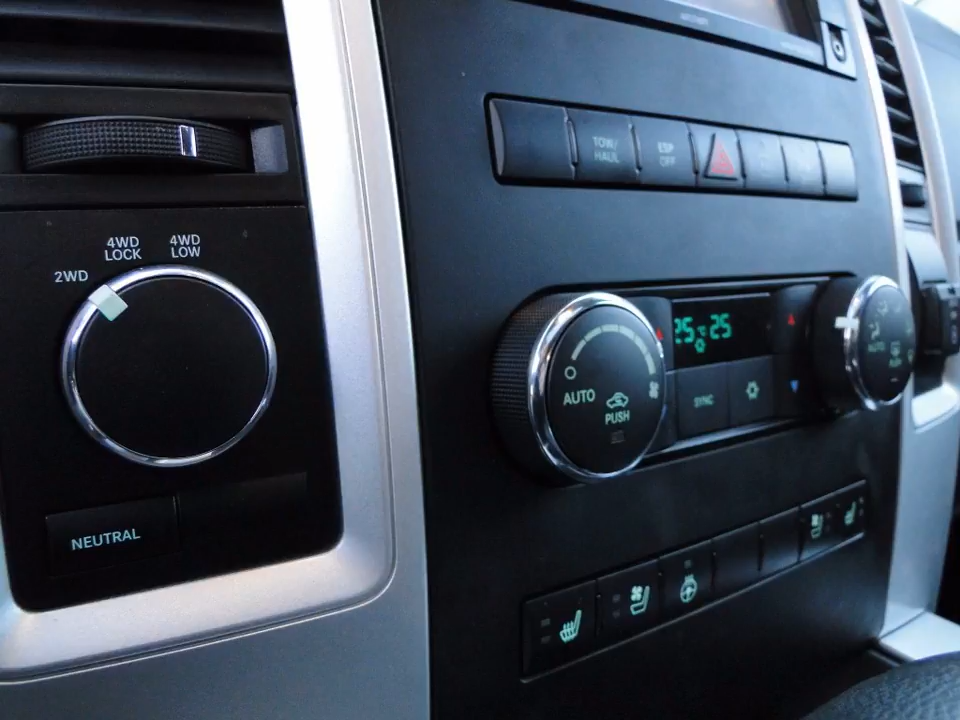 TOW/
HAUL
ESP
OFF
4WD
LOCK
4WD
LOW
2WD
25 25
AUTO
PUSH
SYNC
AUTO
NEUTRAL